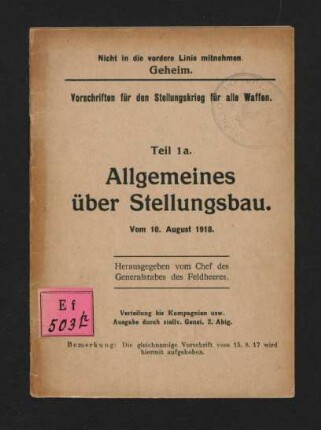 Nicht in die vordere Linie mitnehmen.
Geheim.
Vorschriften für den Stellungskrieg für alle Waffen.
Teil 1a.
Allgemeines
über Stellungsbau.
Vom 10. August 1918.
Herausgegeben vom Chef des
Generalstabes des Feldheeres.
E f
503
Verteilung bis Kompagnien usw.
Ausgabe durch stellv. Genst. 2. Abtg.
Bemerkung: Die gleichnamige Vorschrift vom 15. 8. 17 wird
hiermit aufgehoben.